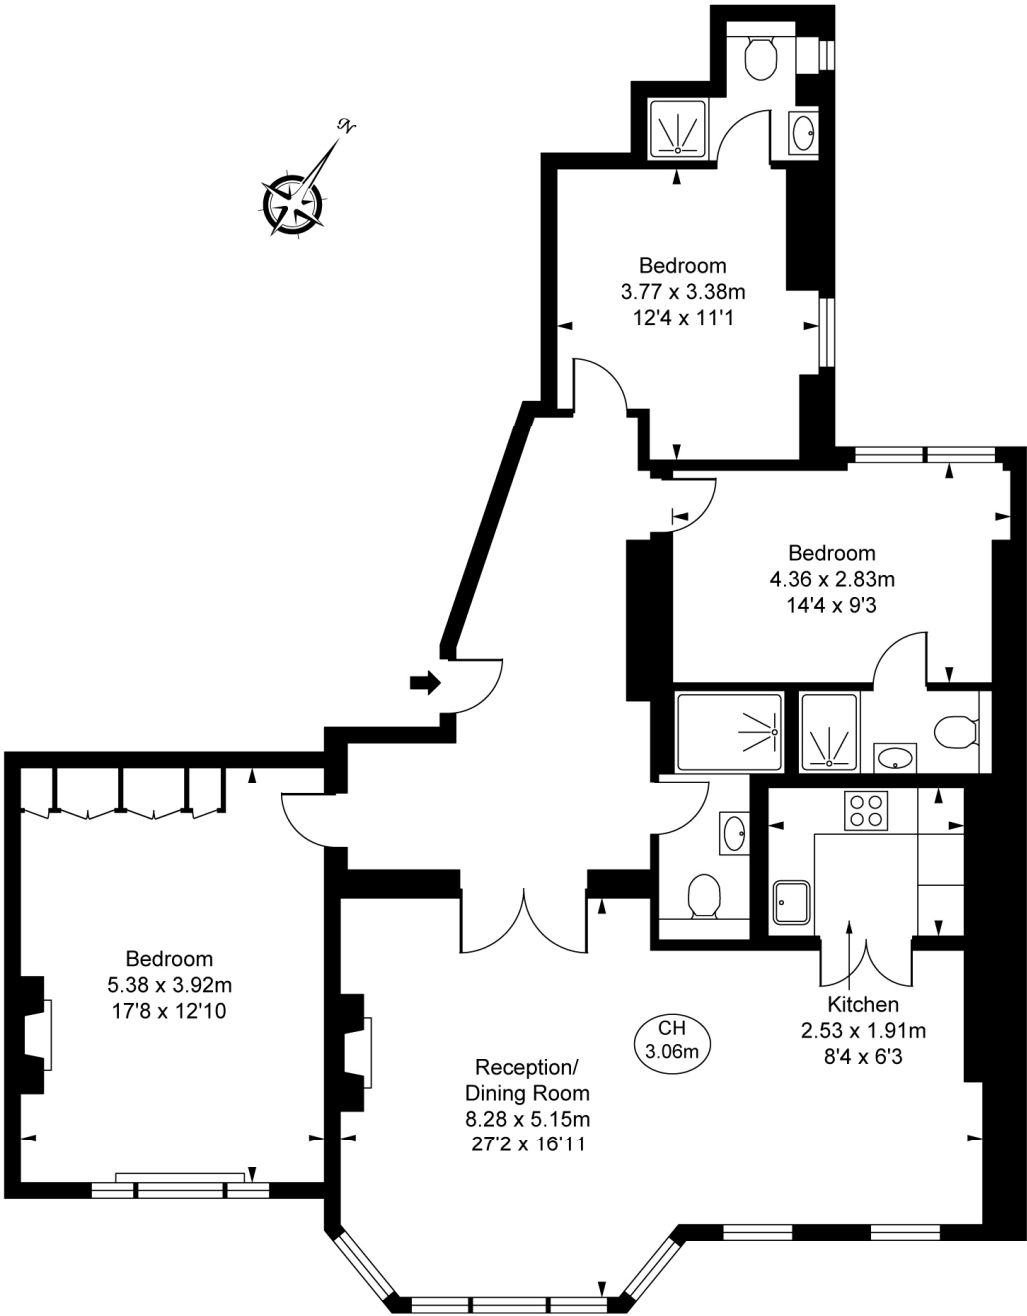 N
Bedroom
3.77 x 3.38m
12'4 x 11'1
Bedroom
4.36 x 2.83m
14'4 x 9'3
Bedroom
5.38 x 3.92m
17'8 x 12'10
Reception/
Dining Room
8.28 x 5.15m
27'2 x 16'11
CH
3.06m
Kitchen
2.53 x 1.91m
8'4 x 6'3